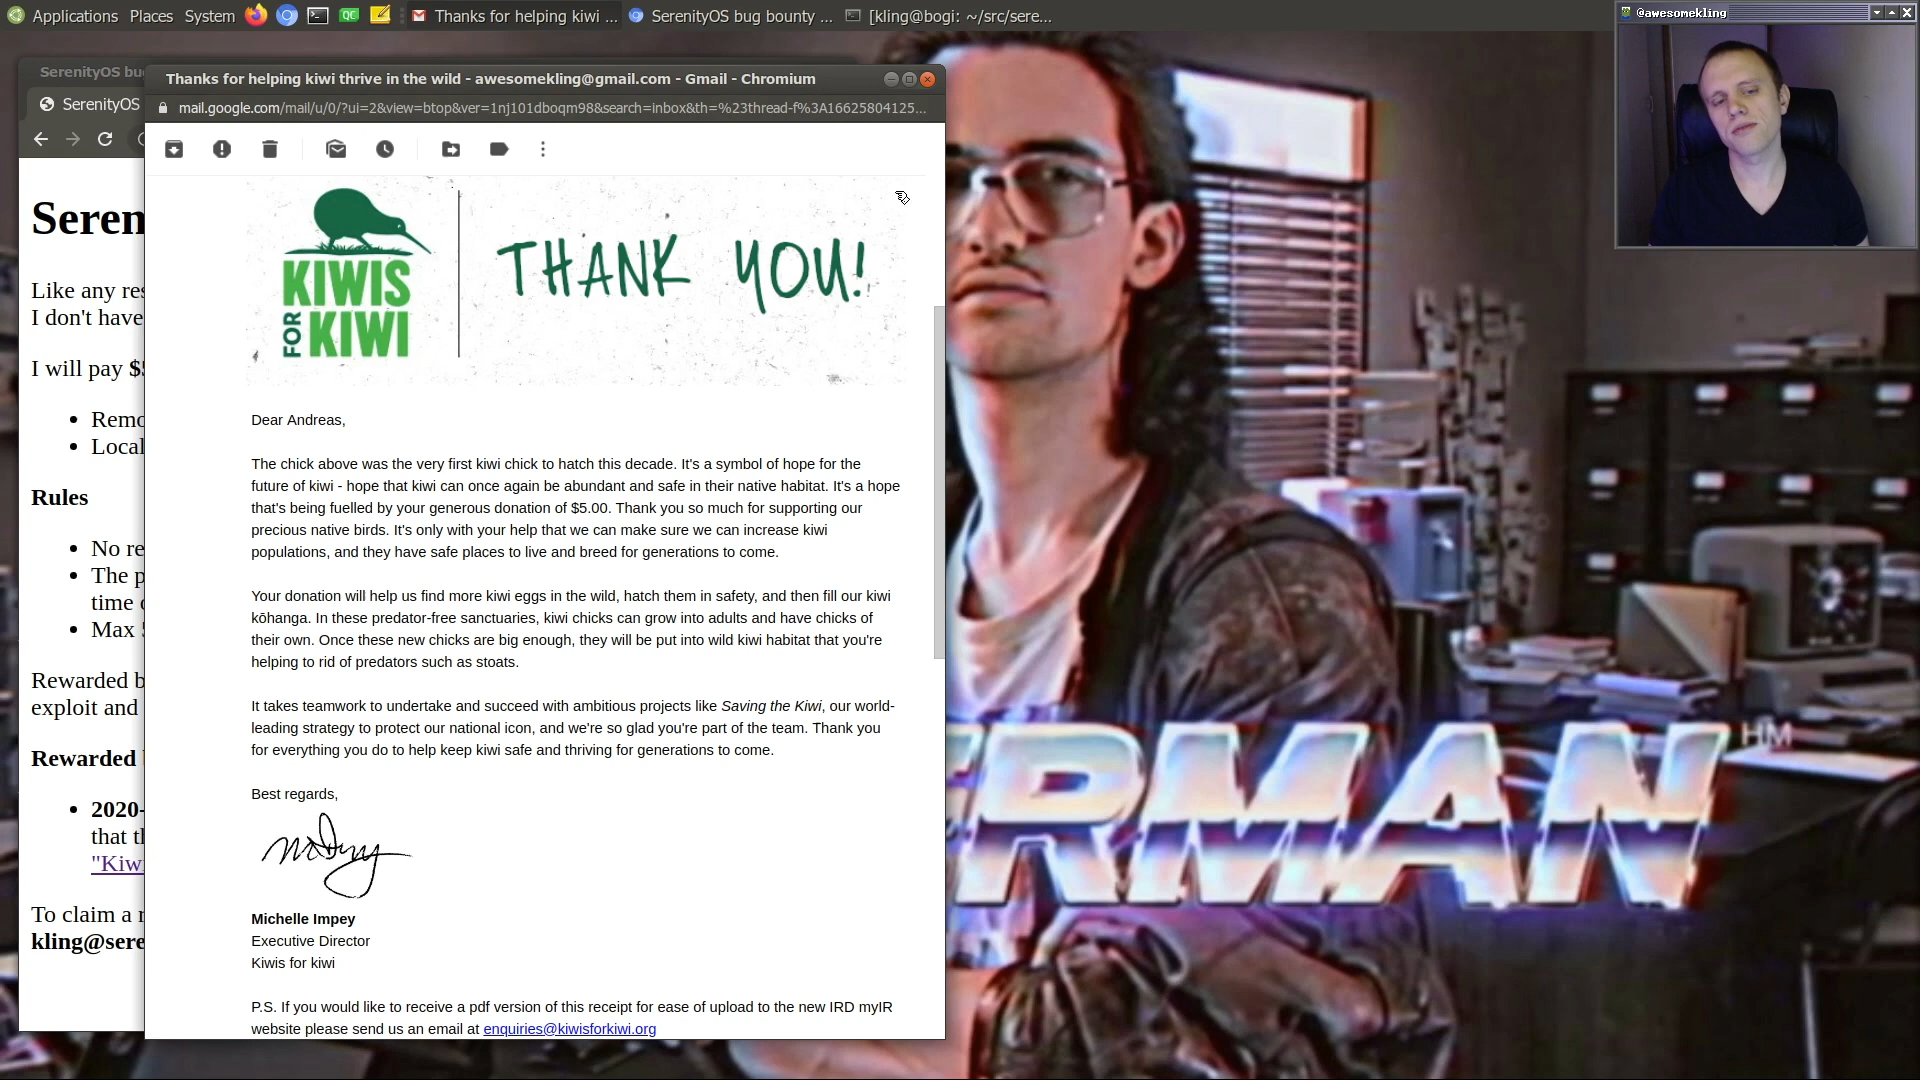 Applications Places System
Thanks for helping kiwi ...
SerenityOS bug bounty ...
[kling@bogi: ~/src/sere...
@awesomekling
SerenityOS bu
Thanks for helping kiwi thrive in the wild - awesomekling@gmail.com - Gmail - Chromium
SerenityOS
mail.google.com/mail/u/0/?ui=2&view=btop&ver=1nj101dboqm98&search=inbox&th=%23thread-f%3A16625804125...
Seren
Like any res
I don't have
I will pay $5
Remo
Local
Rules
No re
The p
time o
Max 5
Rewarded b
exploit and
Rewarded
2020-
that th
"Kiwi
To claim a r
kling@sere
KIWIS
FOR KIWI
THANK YOU!
Dear Andreas,
The chick above was the very first kiwi chick to hatch this decade. It's a symbol of hope for the
future of kiwi - hope that kiwi can once again be abundant and safe in their native habitat. It's a hope
that's being fuelled by your generous donation of $5.00. Thank you so much for supporting our
precious native birds. It's only with your help that we can make sure we can increase kiwi
populations, and they have safe places to live and breed for generations to come.
Your donation will help us find more kiwi eggs in the wild, hatch them in safety, and then fill our kiwi
kōhanga. In these predator-free sanctuaries, kiwi chicks can grow into adults and have chicks of
their own. Once these new chicks are big enough, they will be put into wild kiwi habitat that you're
helping to rid of predators such as stoats.
It takes teamwork to undertake and succeed with ambitious projects like Saving the Kiwi, our world-
leading strategy to protect our national icon, and we're so glad you're part of the team. Thank you
for everything you do to help keep kiwi safe and thriving for generations to come.
Best regards,
Michelle Impey
Executive Director
Kiwis for kiwi
P.S. If you would like to receive a pdf version of this receipt for ease of upload to the new IRD myIR
website please send us an email at enquiries@kiwisforkiwi.org
ERMAN HM